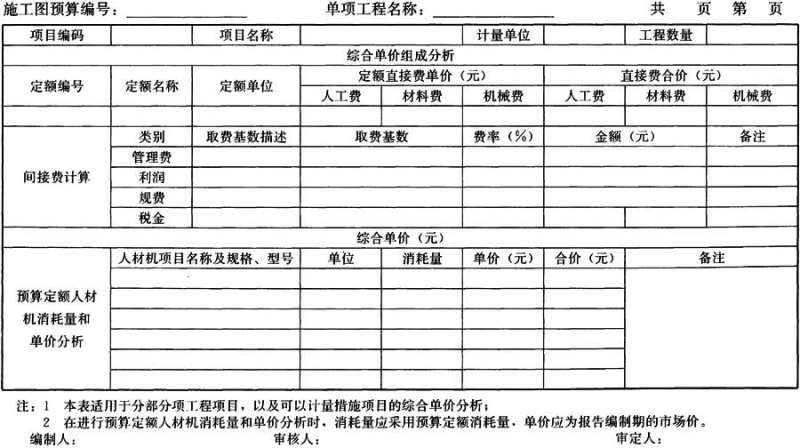 施工图预算编号： 单项工程名称： 共 页 第 页
项目编码 项目名称 计量单位 工程数量
综合单价组成分析
定额编号 定额名称 定额单位 定额直接费单价（元） 直接费合价（元）
人工费 材料费 机械费 人工费 材料费 机械费
间接费计算 类别 取费基数描述 取费基数 费率（%） 金额（元） 备注
管理费
利润
规费
税金
综合单价（元）
预算定额人材机消耗量和单价分析 人材机项目名称及规格、型号 单位 消耗量 单价（元） 合价（元） 备注
注：1 本表适用于分部分项工程项目，以及可以计量措施项目的综合单价分析；
2 在进行预算定额人材机消耗量和单价分析时，消耗量应采用预算定额消耗量，单价应为报告编制期的市场价。
编制人： 审核人： 审定人：